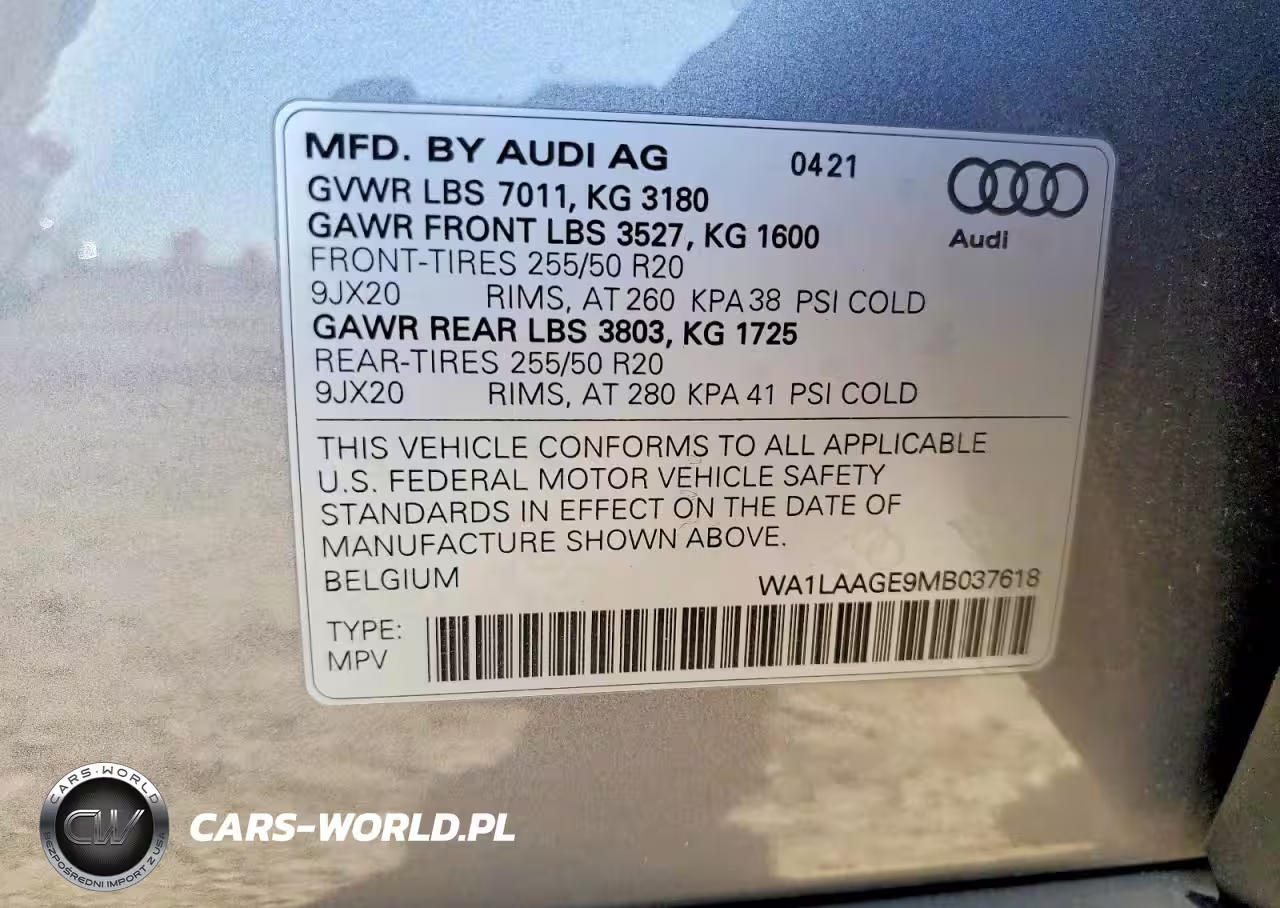 MFD. BY AUDI AG 0421
Audi
GVWR LBS 7011, KG 3180
GAWR FRONT LBS 3527, KG 1600
FRONT-TIRES 255/50 R20
9JX20 RIMS, AT 260 KPA 38 PSI COLD
GAWR REAR LBS 3803, KG 1725
REAR-TIRES 255/50 R20
9JX20 RIMS, AT 280 KPA 41 PSI COLD
THIS VEHICLE CONFORMS TO ALL APPLICABLE
U.S. FEDERAL MOTOR VEHICLE SAFETY
STANDARDS IN EFFECT ON THE DATE OF
MANUFACTURE SHOWN ABOVE.
BELGIUM WA1LAAGE9MB037618
TYPE:
MPV
CARS-WORLD
CW
BEZPOŚREDNI IMPORT Z USA
CARS-WORLD.PL